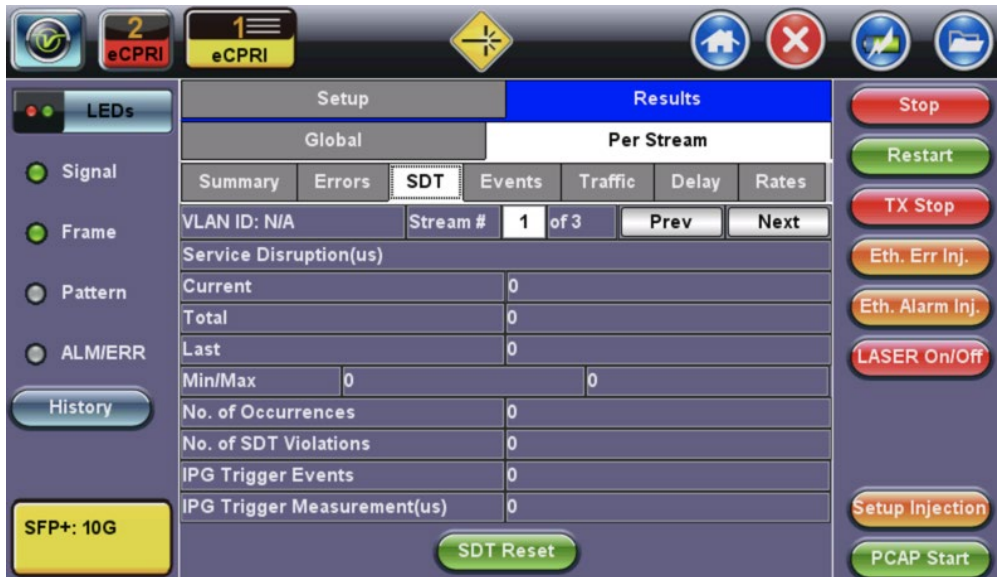 2
eCPRI
1
eCPRI
LEDs
Signal
Frame
Pattern
ALM/ERR
History
SFP+: 10G
Setup Results
Global Per Stream
Summary Errors SDT Events Traffic Delay Rates
VLAN ID: N/A Stream # 1 of 3 Prev Next
Service Disruption(us)
Current 0
Total 0
Last 0
Min/Max 0 0
No. of Occurrences 0
No. of SDT Violations 0
IPG Trigger Events 0
IPG Trigger Measurement(us) 0
SDT Reset
Stop
Restart
TX Stop
Eth. Err Inj.
Eth. Alarm Inj.
LASER On/Off
Setup Injection
PCAP Start